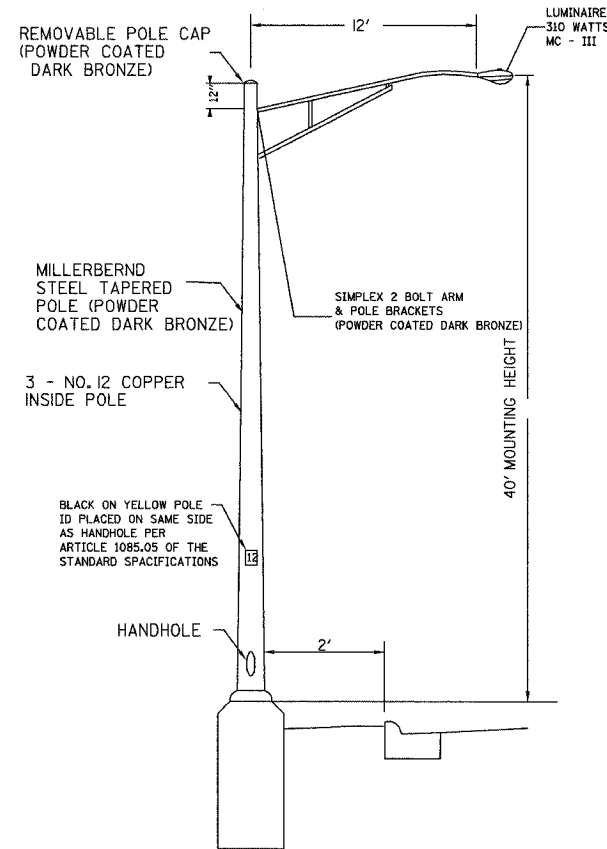 REMOVABLE POLE CAP
(POWDER COATED
DARK BRONZE)
12'
LUMINAIRE
310 WATTS
MC - III
12"
MILLERBERND
STEEL TAPERED
POLE (POWDER
COATED DARK BRONZE)
SIMPLEX 2 BOLT ARM
& POLE BRACKETS
(POWDER COATED DARK BRONZE)
3 - NO. 12 COPPER
INSIDE POLE
40' MOUNTING HEIGHT
BLACK ON YELLOW POLE
ID PLACED ON SAME SIDE
AS HANDHOLE PER
ARTICLE 1085.05 OF THE
STANDARD SPACIFICATIONS
12
HANDHOLE
2'